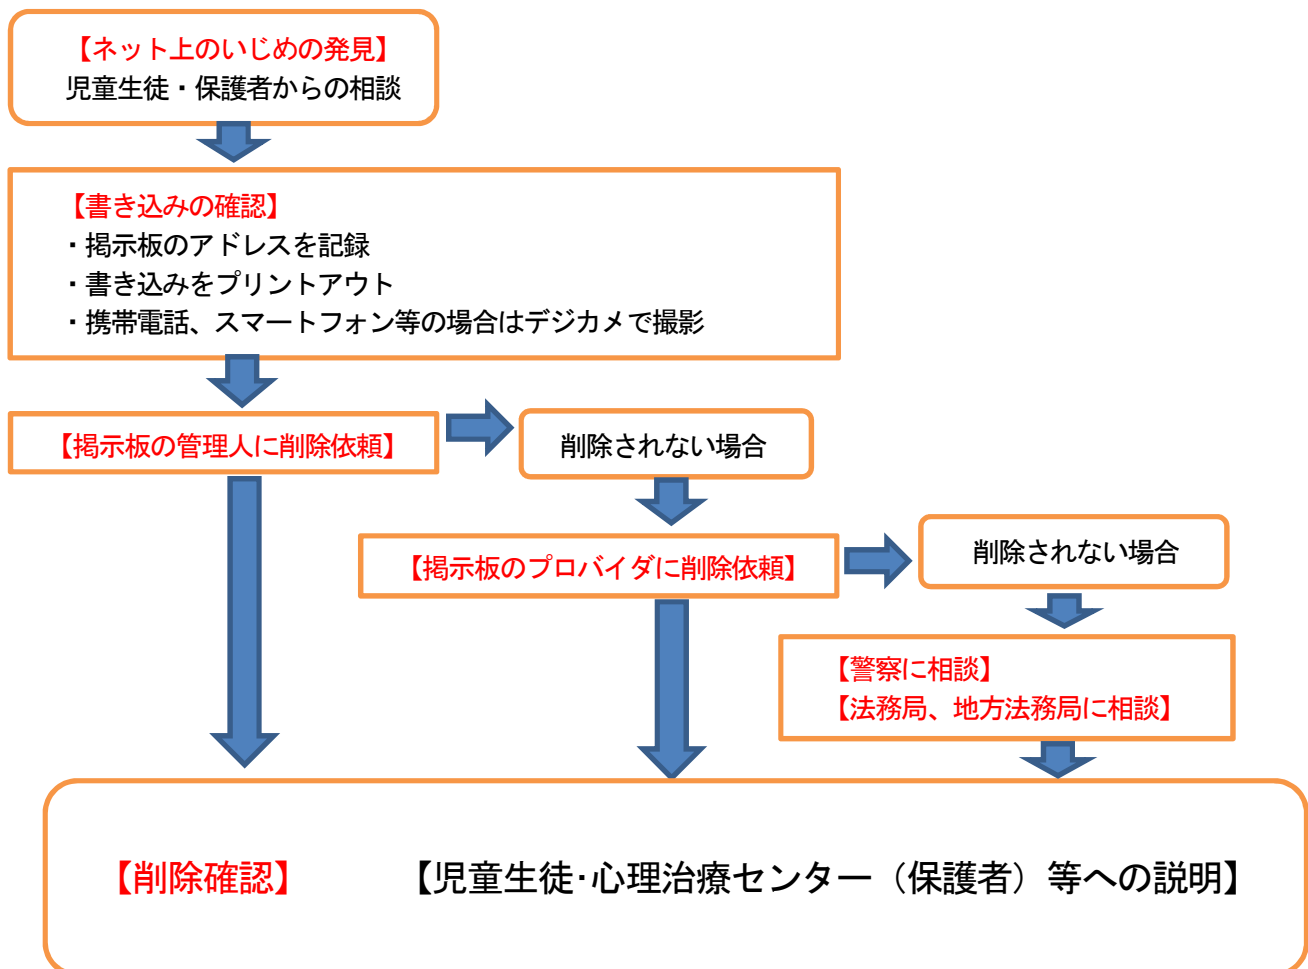 【ネット上のいじめの発見】
児童生徒・保護者からの相談
【書き込みの確認】
・掲示板のアドレスを記録
・書き込みをプリントアウト
・携帯電話、スマートフォン等の場合はデジカメで撮影
【掲示板の管理人に削除依頼】
削除されない場合
【掲示板のプロバイダに削除依頼】
削除されない場合
【警察に相談】
【法務局、地方法務局に相談】
【削除確認】 【児童生徒・心理治療センター（保護者）等への説明】